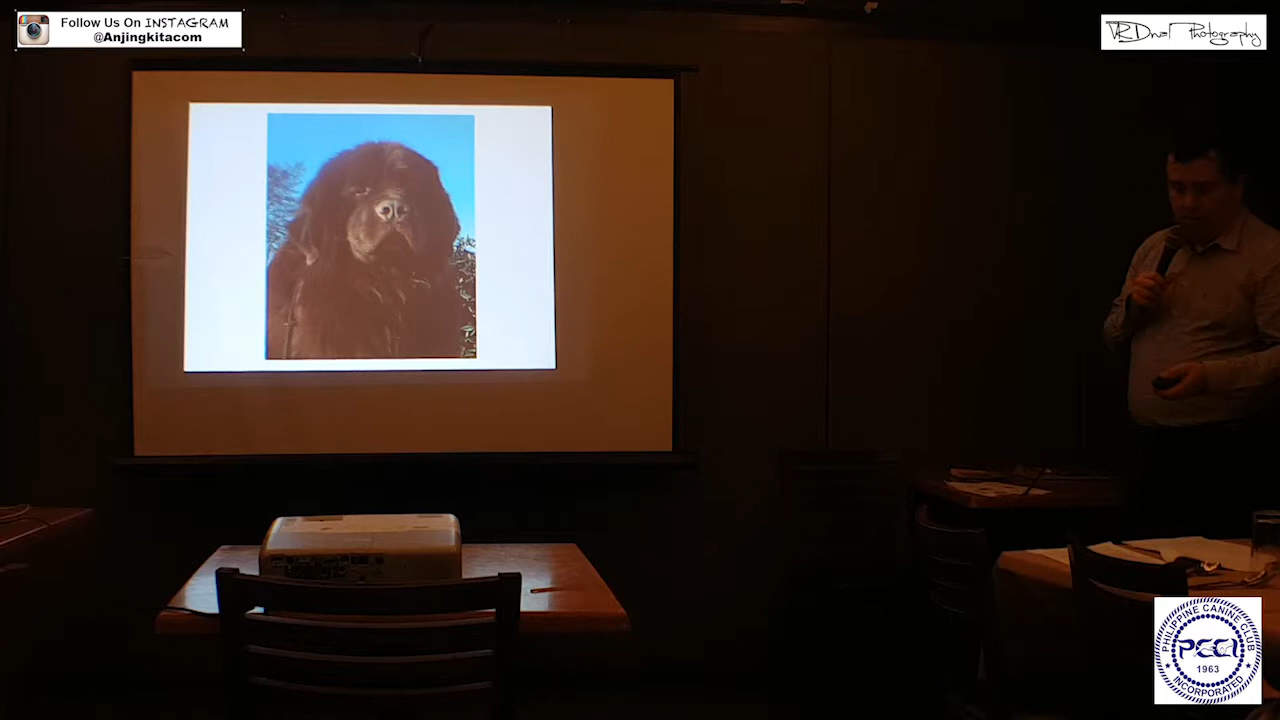 Follow Us On INSTAGRAM
@Anjingkitacom
VRDnal Photography
PHILIPPINE CANINE CLUB
PCCI
1963
INCORPORATED